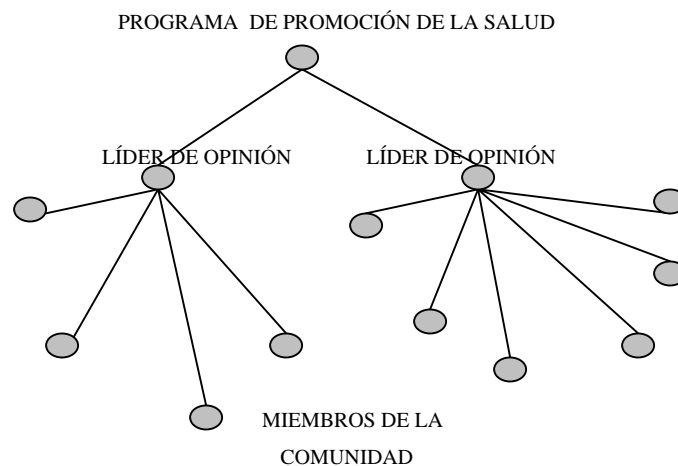 PROGRAMA DE PROMOCIÓN DE LA SALUD
LÍDER DE OPINIÓN
LÍDER DE OPINIÓN
MIEMBROS DE LA
COMUNIDAD